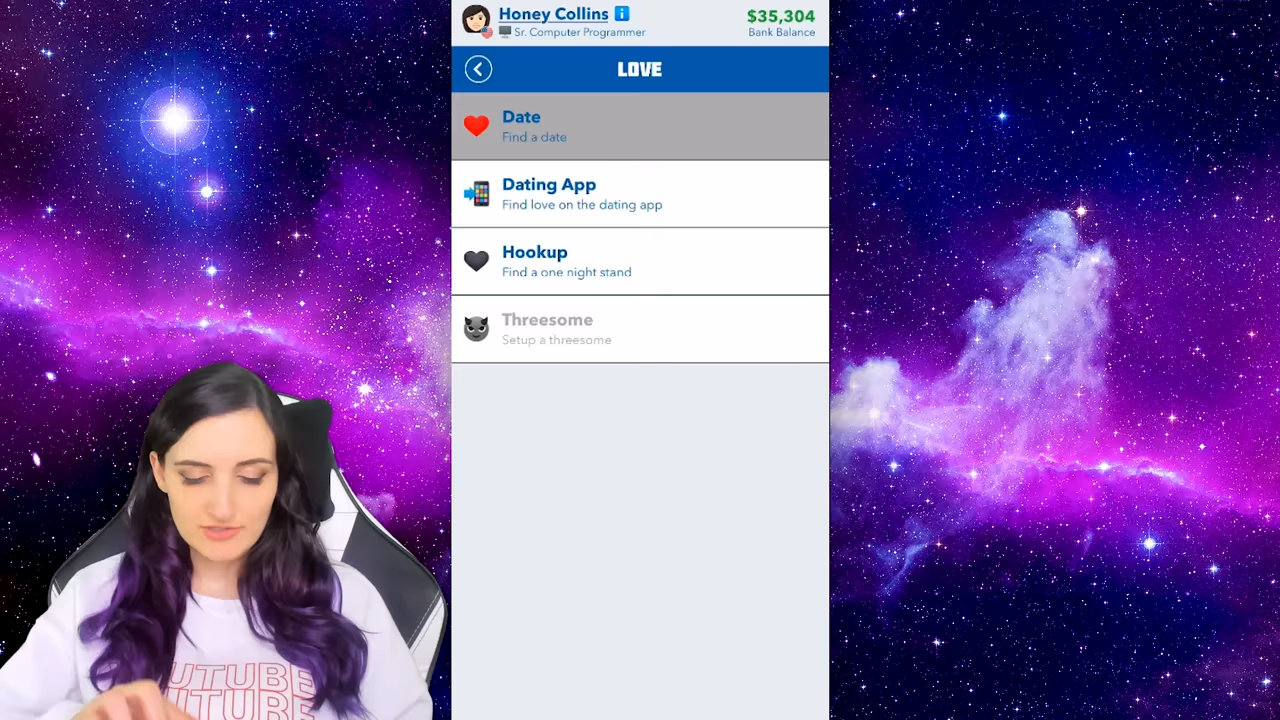 Honey Collins
$35,304
Sr. Computer Programmer
Bank Balance
LOVE
Date
Find a date
Dating App
Find love on the dating app
Hookup
Find a one night stand
Threesome
Setup a threesome
UTUBE